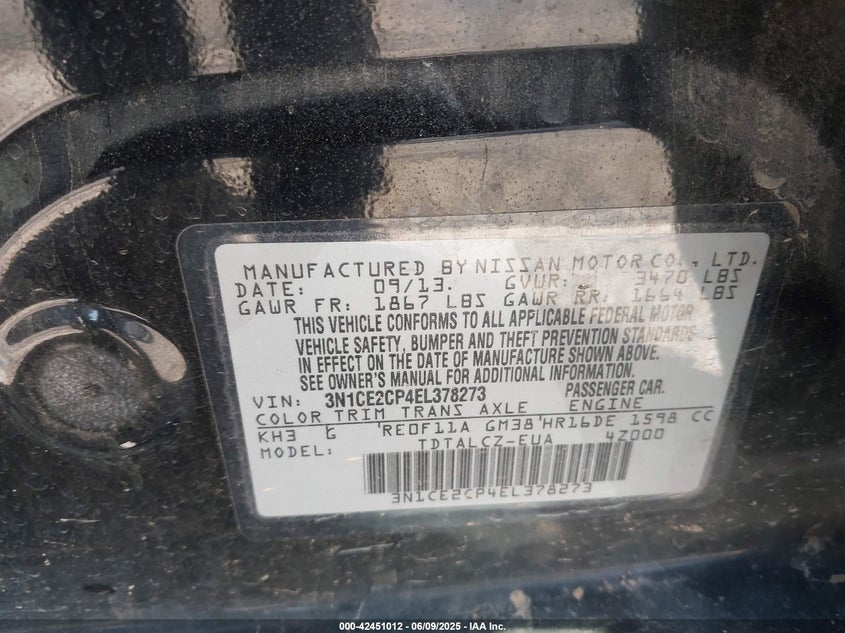 MANUFACTURED BY NISSAN MOTOR CO., LTD.
DATE: 09/13. GVWR: 3470 LBS
GAWR FR: 1867 LBS GAWR RR: 1664 LBS
THIS VEHICLE CONFORMS TO ALL APPLICABLE FEDERAL MOTOR
VEHICLE SAFETY, BUMPER AND THEFT PREVENTION STANDARDS
IN EFFECT ON THE DATE OF MANUFACTURE SHOWN ABOVE.
SEE OWNER'S MANUAL FOR ADDITIONAL INFORMATION.
VIN: 3N1CE2CP4EL378273 PASSENGER CAR.
COLOR TRIM TRANS AXLE ENGINE
KH3 G 'RE0F11A GM38'HR16DE 1598 CC
MODEL: TDTALCZ-EUA 4Z000
3N1CE2CP4EL378273
000-42451012 | 06/09/2025 - IAA Inc.